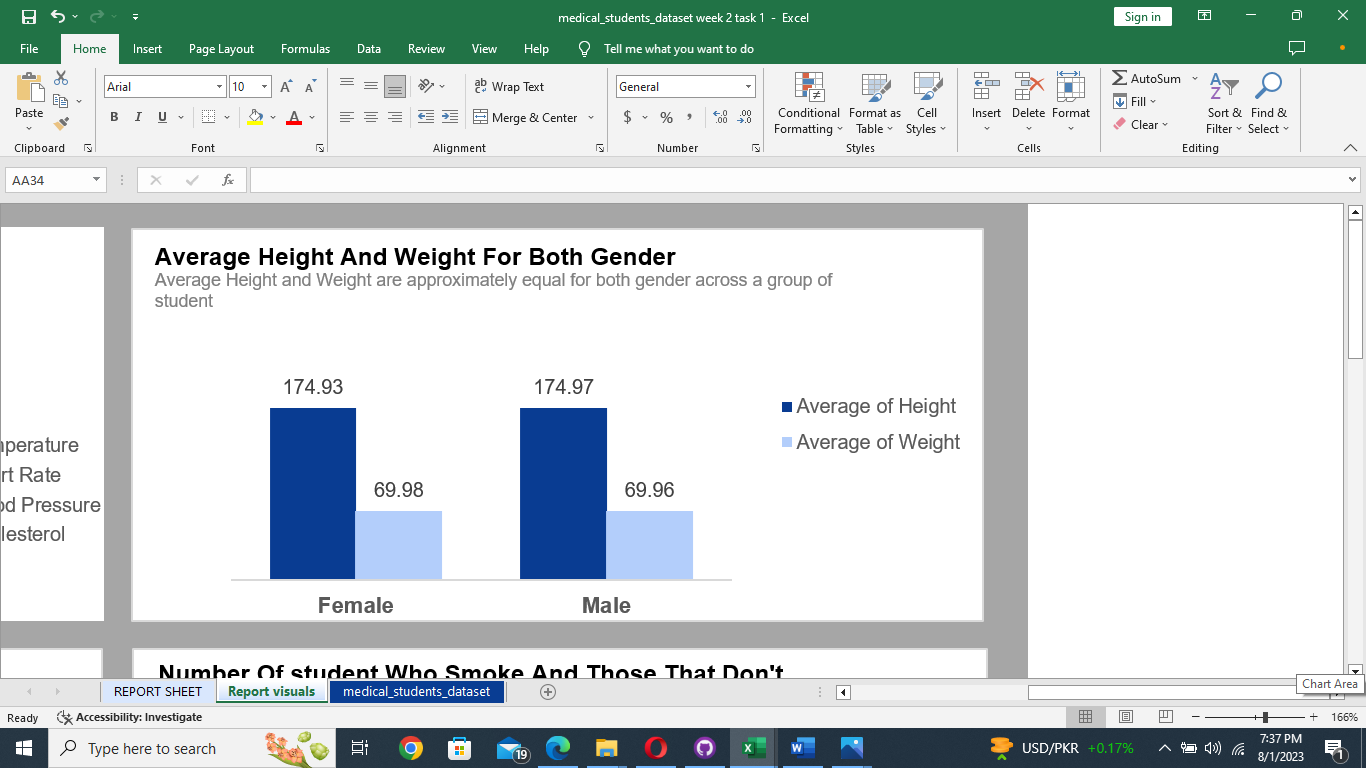 medical_students_dataset week 2 task 1 - Excel
Sign in
File Home Insert Page Layout Formulas Data Review View Help Tell me what you want to do
Paste
Clipboard
Arial 10
B I U A
Font
Wrap Text
Merge & Center
Alignment
General
$ % ,
Number
Conditional Formatting
Format as Table
Cell Styles
Styles
Insert Delete Format
Cells
AutoSum
Fill
Clear
Sort & Filter
Find & Select
Editing
AA34
fx
Average Height And Weight For Both Gender
Average Height and Weight are approximately equal for both gender across a group of
student
174.93
69.98
174.97
69.96
Average of Height
Average of Weight
Female Male
nperature
rt Rate
od Pressure
lesterol
Number Of student Who Smoke And Those That Don't
Chart Area
REPORT SHEET Report visuals medical_students_dataset
Ready Accessibility: Investigate 166%
Type here to search
19
USD/PKR +0.17%
7:37 PM
8/1/2023
1